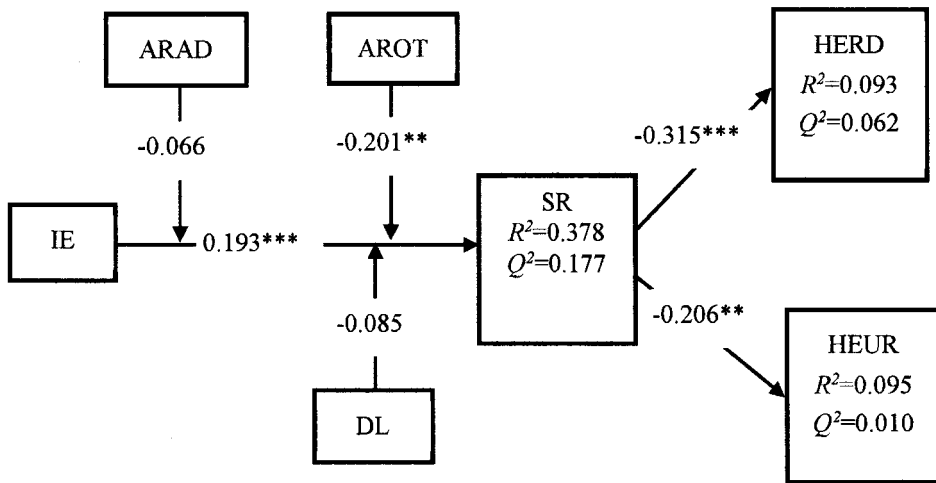 ARAD
AROT
HERD
R²=0.093
Q²=0.062
-0.066
-0.201**
-0.315***
IE
0.193***
SR
R²=0.378
Q²=0.177
-0.085
-0.206**
DL
HEUR
R²=0.095
Q²=0.010